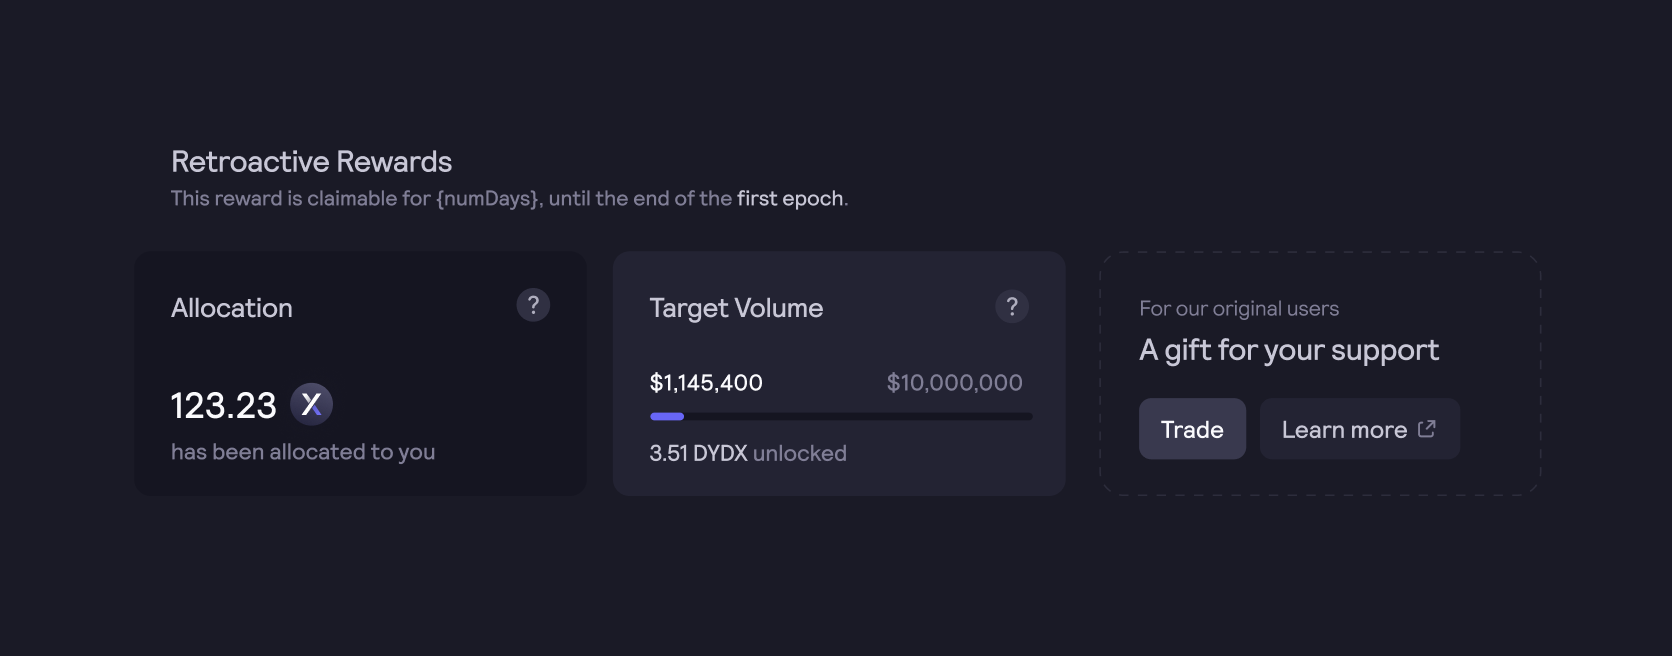 Retroactive Rewards
This reward is claimable for {numDays}, until the end of the first epoch.
Allocation
?
123.23
has been allocated to you
Target Volume
?
$1,145,400
$10,000,000
3.51 DYDX unlocked
For our original users
A gift for your support
Trade
Learn more